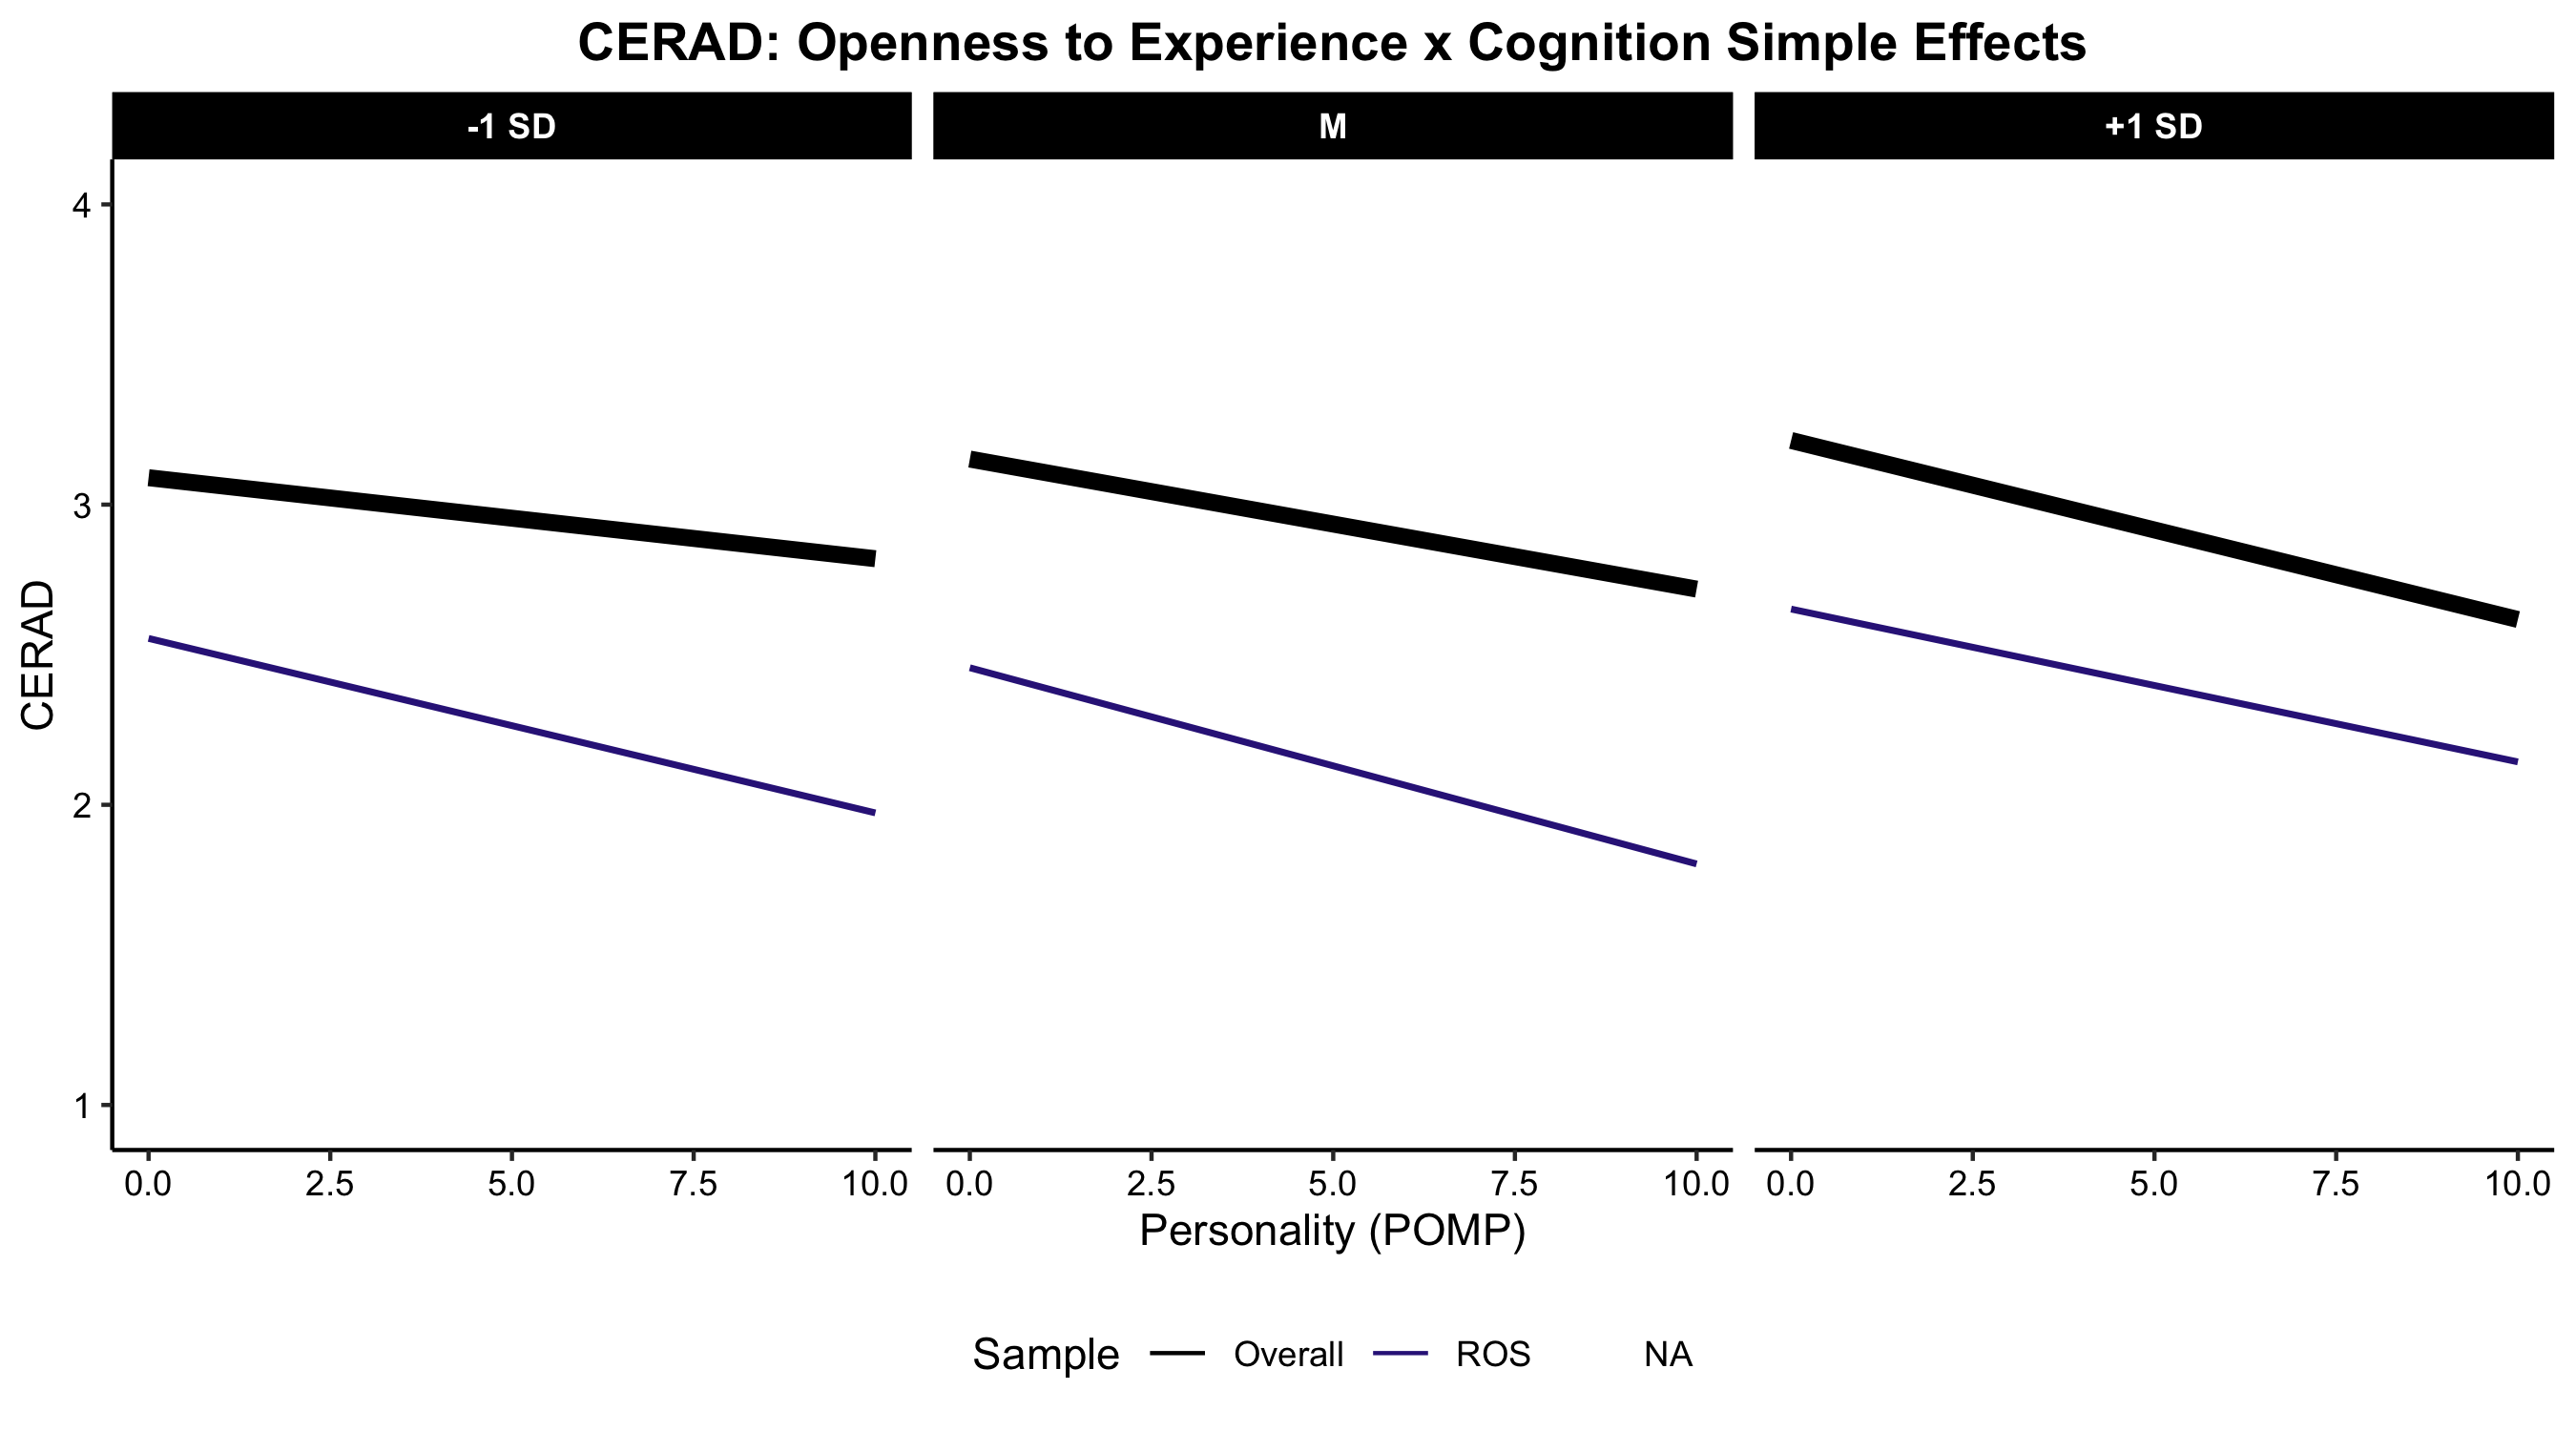 CERAD: Openness to Experience x Cognition Simple Effects
-1 SD M +1 SD
4
3
2
1
CERAD
0.0 2.5 5.0 7.5 10.0 0.0 2.5 5.0 7.5 10.0 0.0 2.5 5.0 7.5 10.0
Personality (POMP)
Sample Overall ROS NA